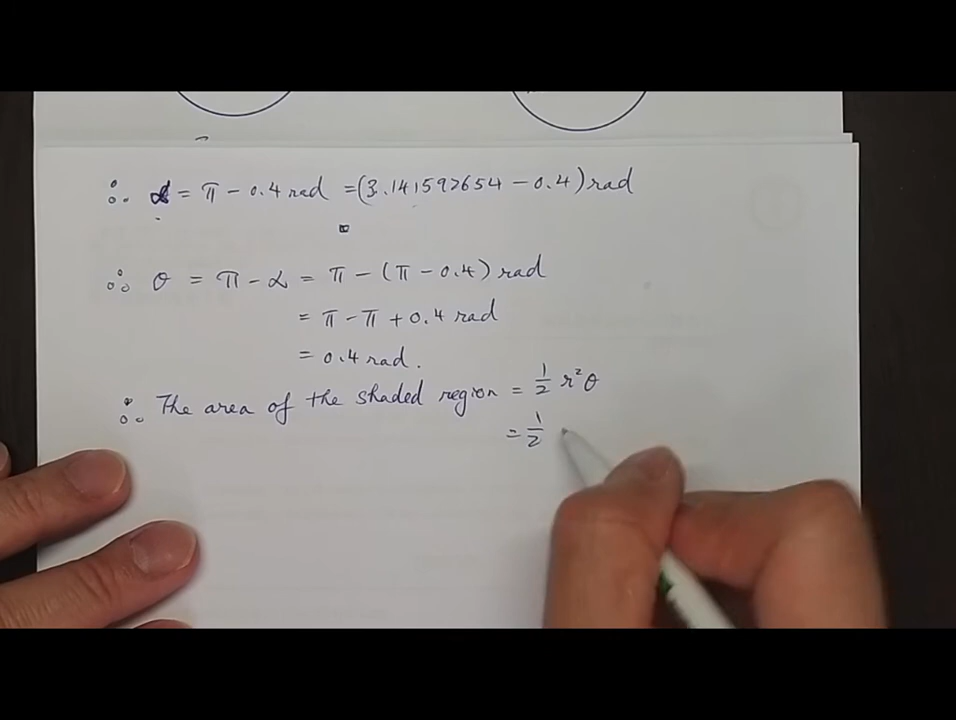 ∴ α = π - 0.4 rad = (3.141592654 - 0.4) rad
∴ θ = π - α = π - (π - 0.4) rad
= π - π + 0.4 rad
= 0.4 rad.
∴ The area of the shaded region = 1/2 r²θ
= 1/2